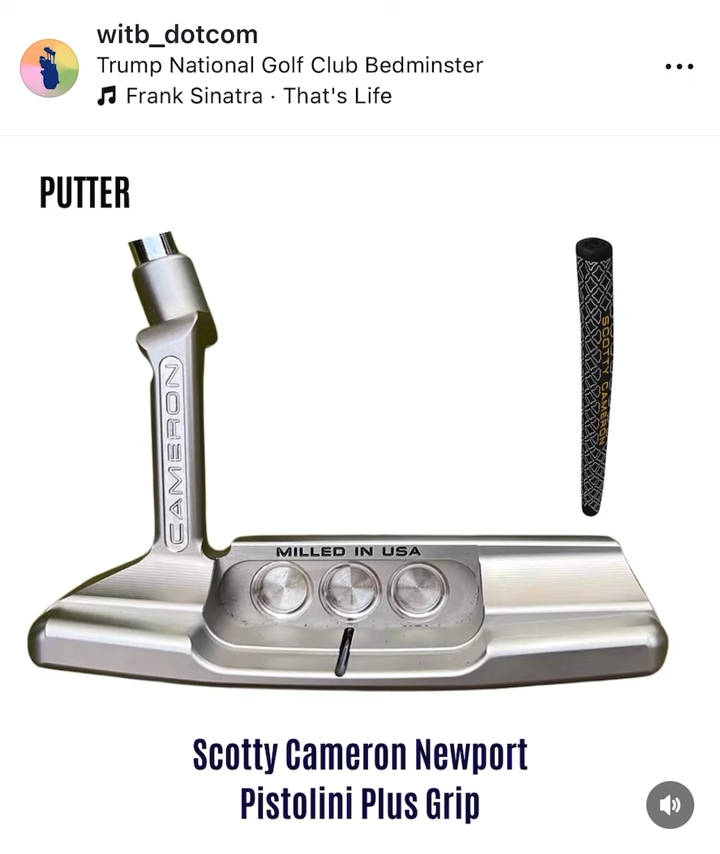 witb_dotcom
Trump National Golf Club Bedminster
Frank Sinatra · That's Life
PUTTER
CAMERON
SCOTTY CAMERON
MILLED IN USA
Scotty Cameron Newport
Pistolini Plus Grip